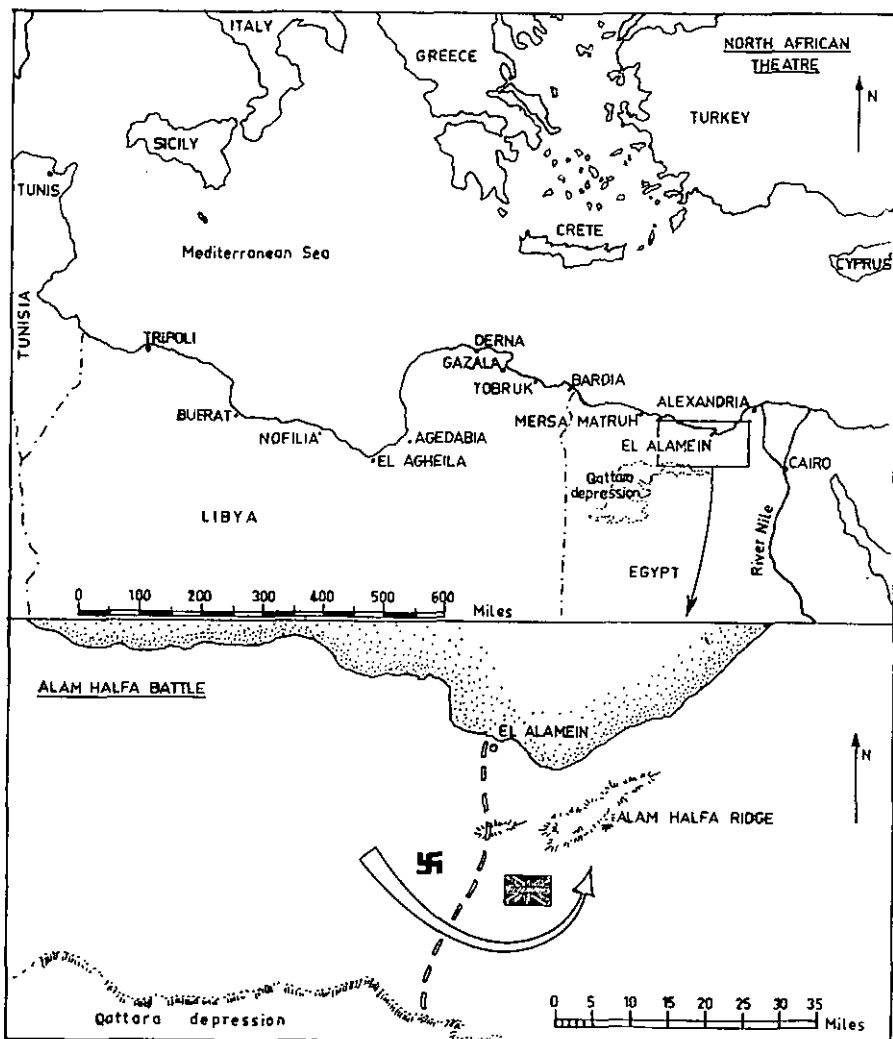 ITALY
GREECE
NORTH AFRICAN
THEATRE
N
TURKEY
SICILY
TUNIS
CRETE
Mediterranean Sea
CYPRUS
TUNISIA
TRIPOLI
DERNA
GAZALA
TOBRUK
BARDIA
ALEXANDRIA
BUERAT
NOFILIA
AGEDABIA
MERSA MATRUH
EL ALAMEIN
EL AGHEILA
CAIRO
Qattara
depression
LIBYA
River Nile
EGYPT
0 100 200 300 400 500 600
Miles
ALAM HALFA BATTLE
EL ALAMEIN
N
ALAM HALFA RIDGE
Qattara depression
0 5 10 15 20 25 30 35
Miles